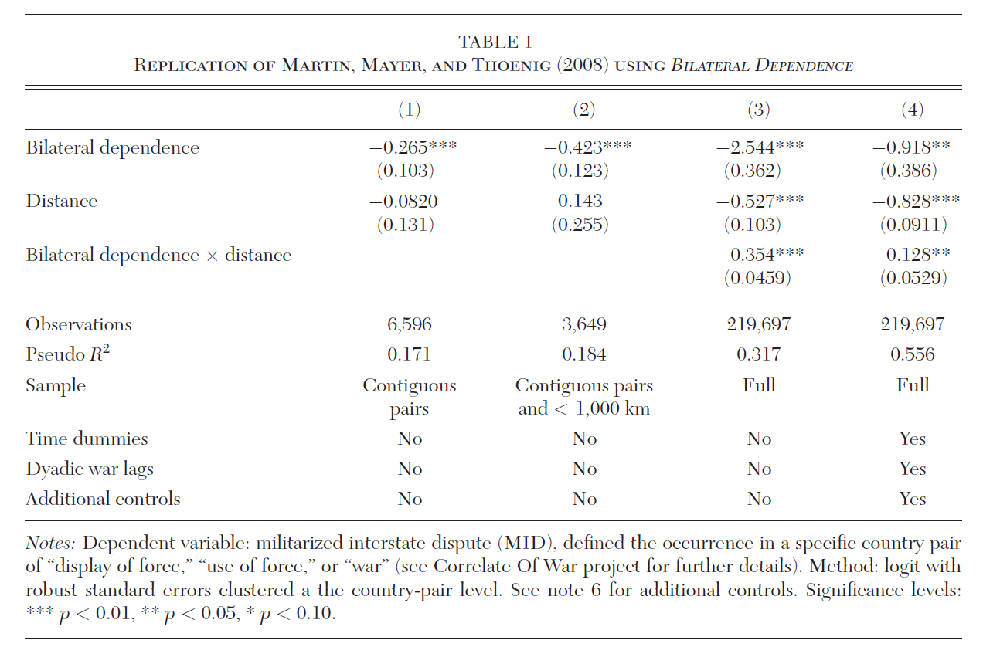 TABLE 1
Replication of Martin, Mayer, and Thoenig (2008) using Bilateral Dependence
(1) (2) (3) (4)
Bilateral dependence −0.265*** −0.423*** −2.544*** −0.918**
(0.103) (0.123) (0.362) (0.386)
Distance −0.0820 0.143 −0.527*** −0.828***
(0.131) (0.255) (0.103) (0.0911)
Bilateral dependence × distance 0.354*** 0.128**
(0.0459) (0.0529)
Observations 6,596 3,649 219,697 219,697
Pseudo R² 0.171 0.184 0.317 0.556
Sample Contiguous Contiguous pairs Full Full
pairs and < 1,000 km
Time dummies No No No Yes
Dyadic war lags No No No Yes
Additional controls No No No Yes
Notes: Dependent variable: militarized interstate dispute (MID), defined the occurrence in a specific country pair
of “display of force,” “use of force,” or “war” (see Correlate Of War project for further details). Method: logit with
robust standard errors clustered a the country-pair level. See note 6 for additional controls. Significance levels:
*** p < 0.01, ** p < 0.05, * p < 0.10.